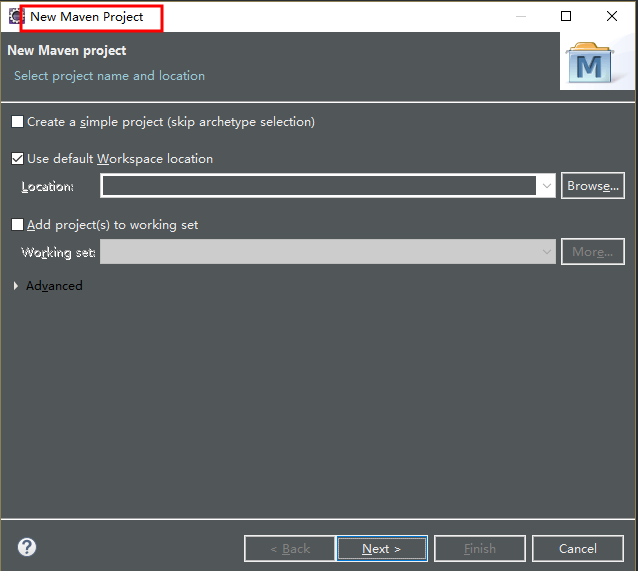 New Maven Project
New Maven project
Select project name and location
M
Create a simple project (skip archetype selection)
Use default Workspace location
Location:
Browse...
Add project(s) to working set
Working set:
More...
Advanced
?
< Back
Next >
Finish
Cancel